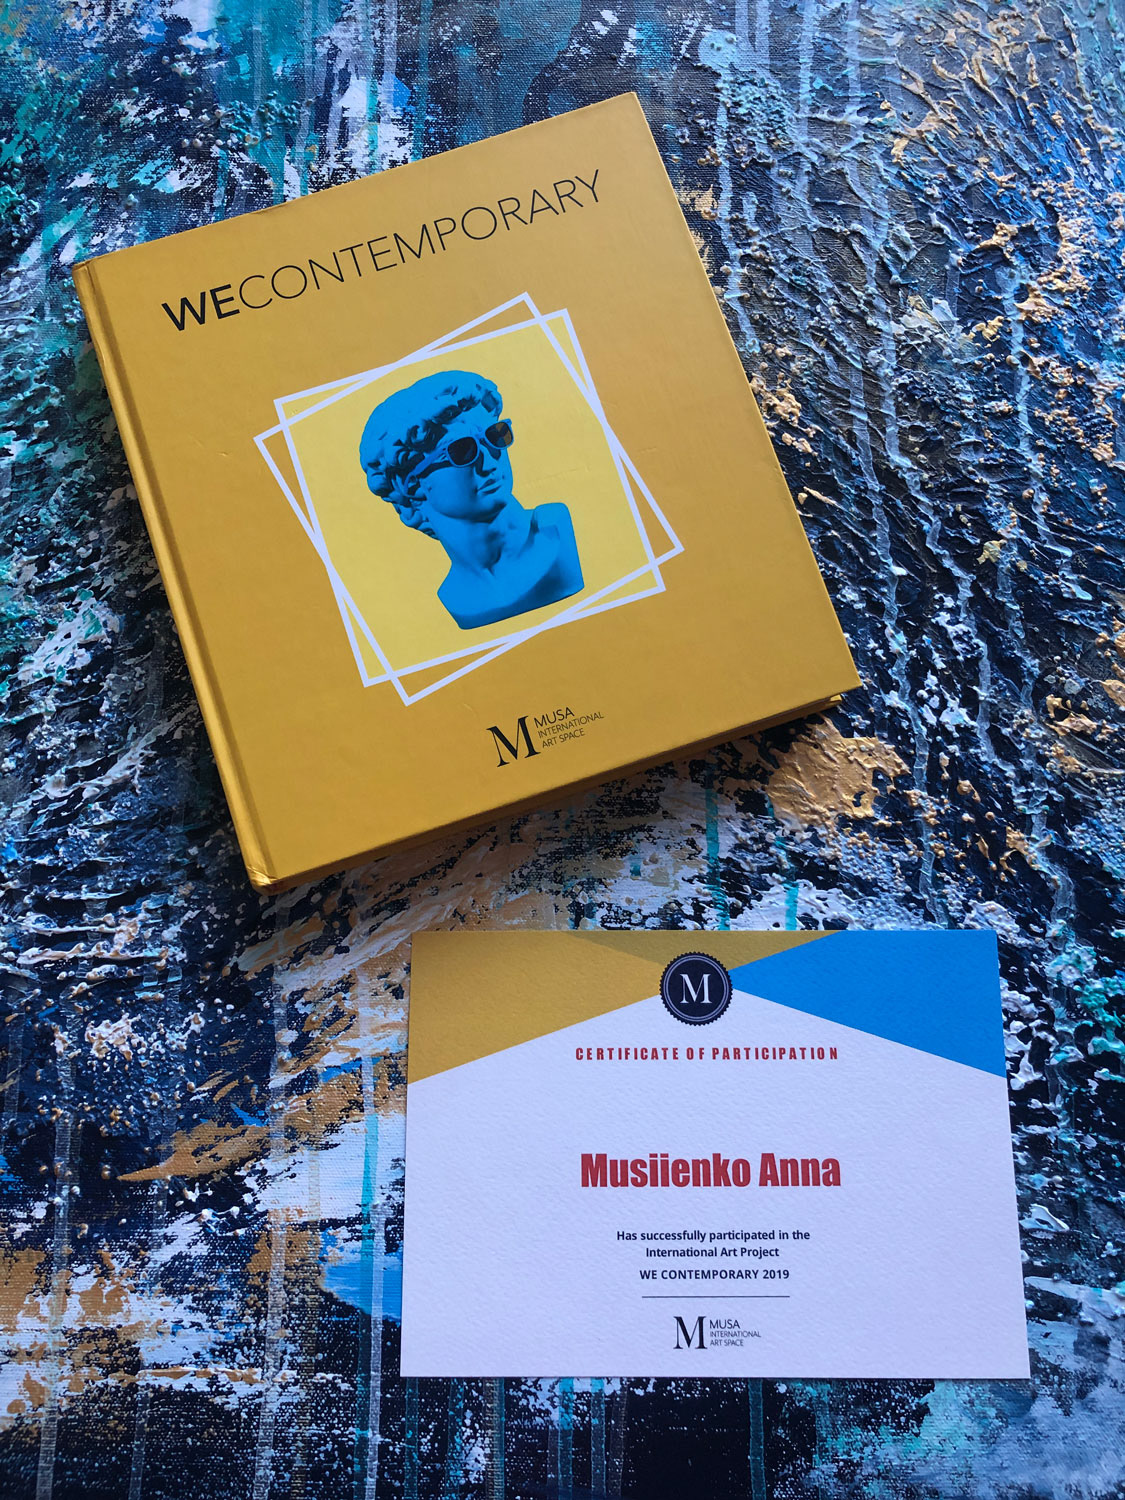 WECONTEMPORARY
M MUSA
INTERNATIONAL
ART SPACE
M
CERTIFICATE OF PARTICIPATION
Musiienko Anna
Has successfully participated in the
International Art Project
WE CONTEMPORARY 2019
M MUSA
INTERNATIONAL
ART SPACE